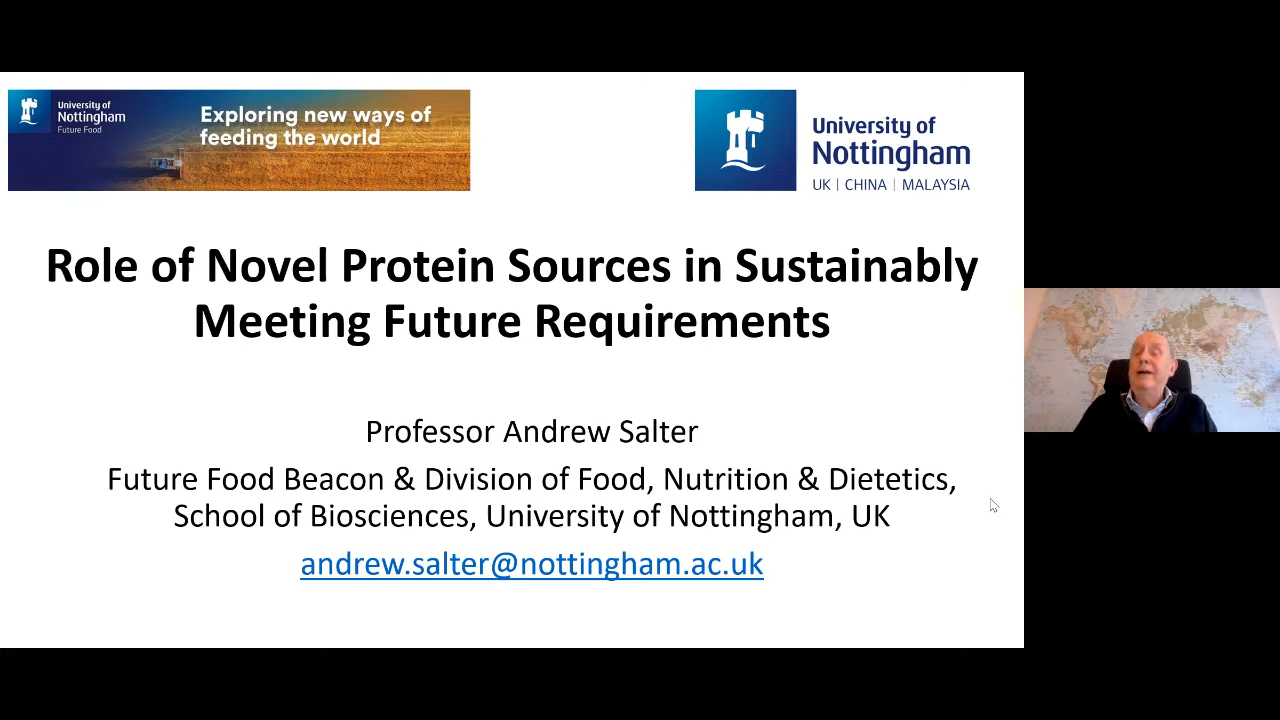 University of
Nottingham
Future Food
Exploring new ways of
feeding the world
University of
Nottingham
UK | CHINA | MALAYSIA
Role of Novel Protein Sources in Sustainably
Meeting Future Requirements
Professor Andrew Salter
Future Food Beacon & Division of Food, Nutrition & Dietetics,
School of Biosciences, University of Nottingham, UK
andrew.salter@nottingham.ac.uk